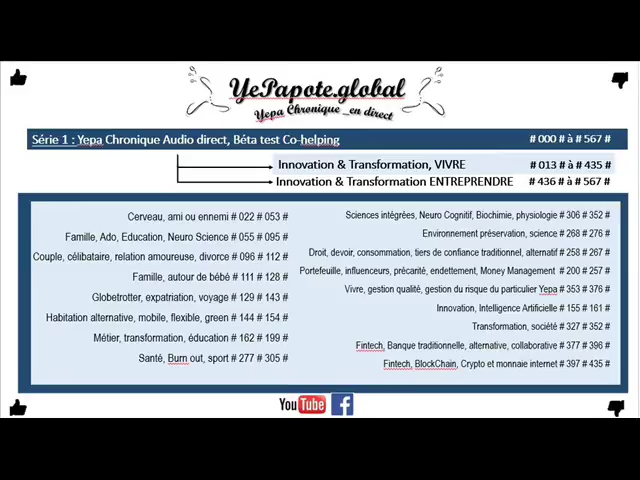 YePapote.global
Yepa Chronique _en direct
Série 1 : Yepa Chronique Audio direct, Béta test Co-helping # 000 # à # 567 #
Innovation & Transformation, VIVRE # 013 # à # 435 #
Innovation & Transformation ENTREPRENDRE # 436 # à # 567 #
Cerveau, ami ou ennemi # 022 # 053 #
Famille, Ado, Education, Neuro Science # 055 # 095 #
Couple, célibataire, relation amoureuse, divorce # 096 # 112 #
Famille, autour de bébé # 111 # 128 #
Globetrotter, expatriation, voyage # 129 # 143 #
Habitation alternative, mobile, flexible, green # 144 # 154 #
Métier, transformation, éducation # 162 # 199 #
Santé, Burn out, sport # 277 # 305 #
Sciences intégrées, Neuro Cognitif, Biochimie, physiologie # 306 # 352 #
Environnement préservation, science # 268 # 276 #
Droit, devoir, consommation, tiers de confiance traditionnel, alternatif # 258 # 267 #
Portefeuille, influenceurs, précarité, endettement, Money Management # 200 # 257 #
Vivre, gestion qualité, gestion du risque du particulier Yepa # 353 # 376 #
Innovation, Intelligence Artificielle # 155 # 161 #
Transformation, société # 327 # 352 #
Fintech, Banque traditionnelle, alternative, collaborative # 377 # 396 #
Fintech, BlockChain, Crypto et monnaie internet # 397 # 435 #
YouTube f